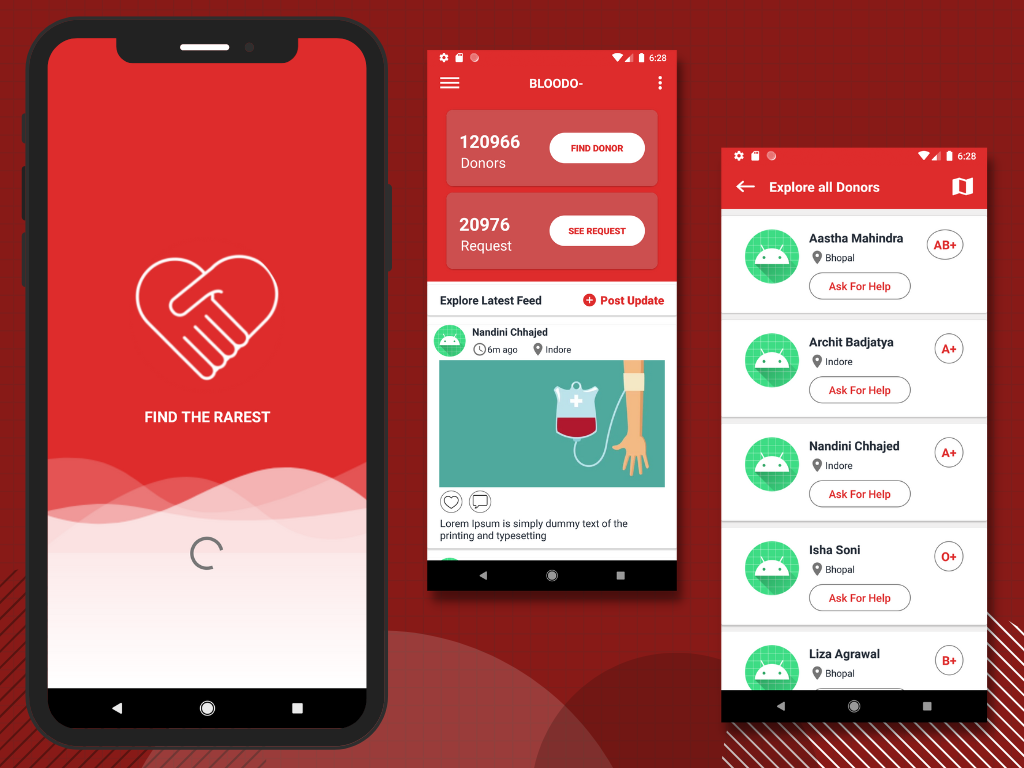 FIND THE RAREST
6:28
BLOODO-
120966
Donors
FIND DONOR
20976
Request
SEE REQUEST
Explore Latest Feed
Post Update
Nandini Chhajed
6m ago
Indore
Lorem Ipsum is simply dummy text of the
printing and typesetting
6:28
Explore all Donors
Aastha Mahindra
AB+
Bhopal
Ask For Help
Archit Badjatya
A+
Indore
Ask For Help
Nandini Chhajed
A+
Indore
Ask For Help
Isha Soni
O+
Bhopal
Ask For Help
Liza Agrawal
B+
Bhopal